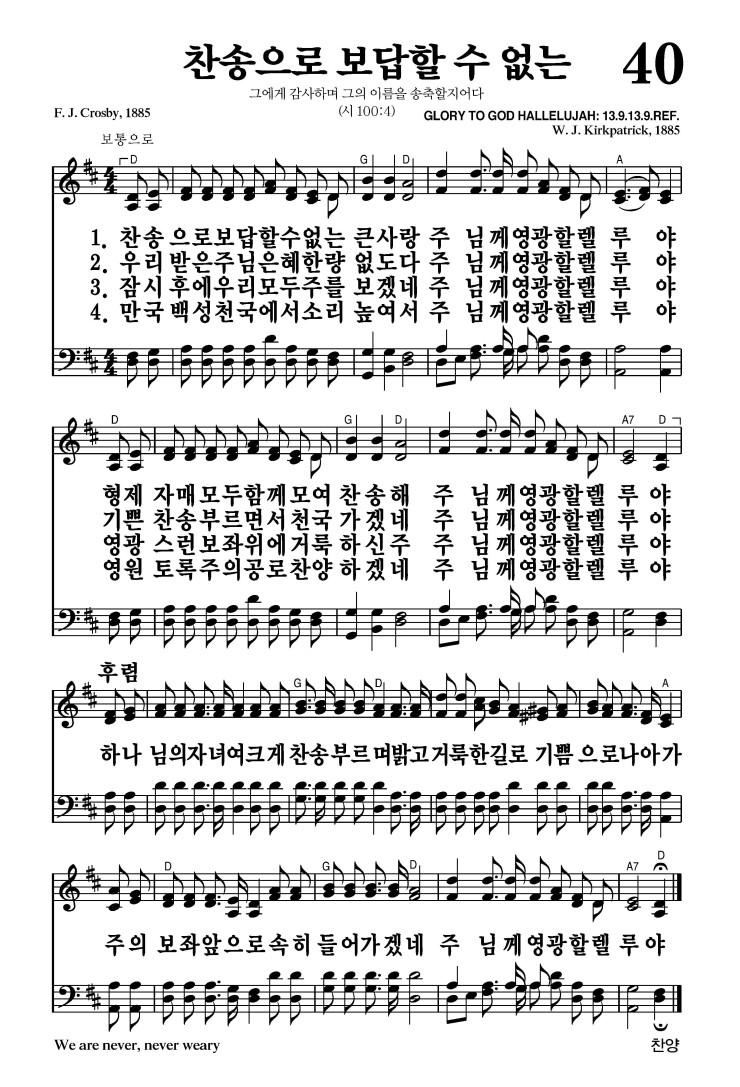 찬송으로 보답할 수 없는 40
그에게 감사하며 그의 이름을 송축할지어다
(시 100:4)
F. J. Crosby, 1885
GLORY TO GOD HALLELUJAH: 13.9.13.9.REF.
W. J. Kirkpatrick, 1885
보통으로
D G D A
1. 찬송 으로보답할수없는 큰사랑 주 님께영광할렐 루 야
2. 우리 받은주님은혜한량 없도다 주 님께영광할렐 루 야
3. 잠시 후에우리모두주를 보겠네 주 님께영광할렐 루 야
4. 만국 백성천국에서소리 높여서 주 님께영광할렐 루 야
D G D A7 D
형제 자매모두함께모여 찬송해 주 님께영광할렐 루 야
기쁜 찬송부르면서천국 가겠네 주 님께영광할렐 루 야
영광 스런보좌위에거룩 하신주 주 님께영광할렐 루 야
영원 토록주의공로찬양 하겠네 주 님께영광할렐 루 야
후렴
G D A
하나 님의자녀여크게 찬송부르 며밝고거룩한길로 기쁨 으로나아가
D G D A7 D
주의 보좌앞으로속히 들어가겠네 주 님께영광할렐 루 야
We are never, never weary
찬양